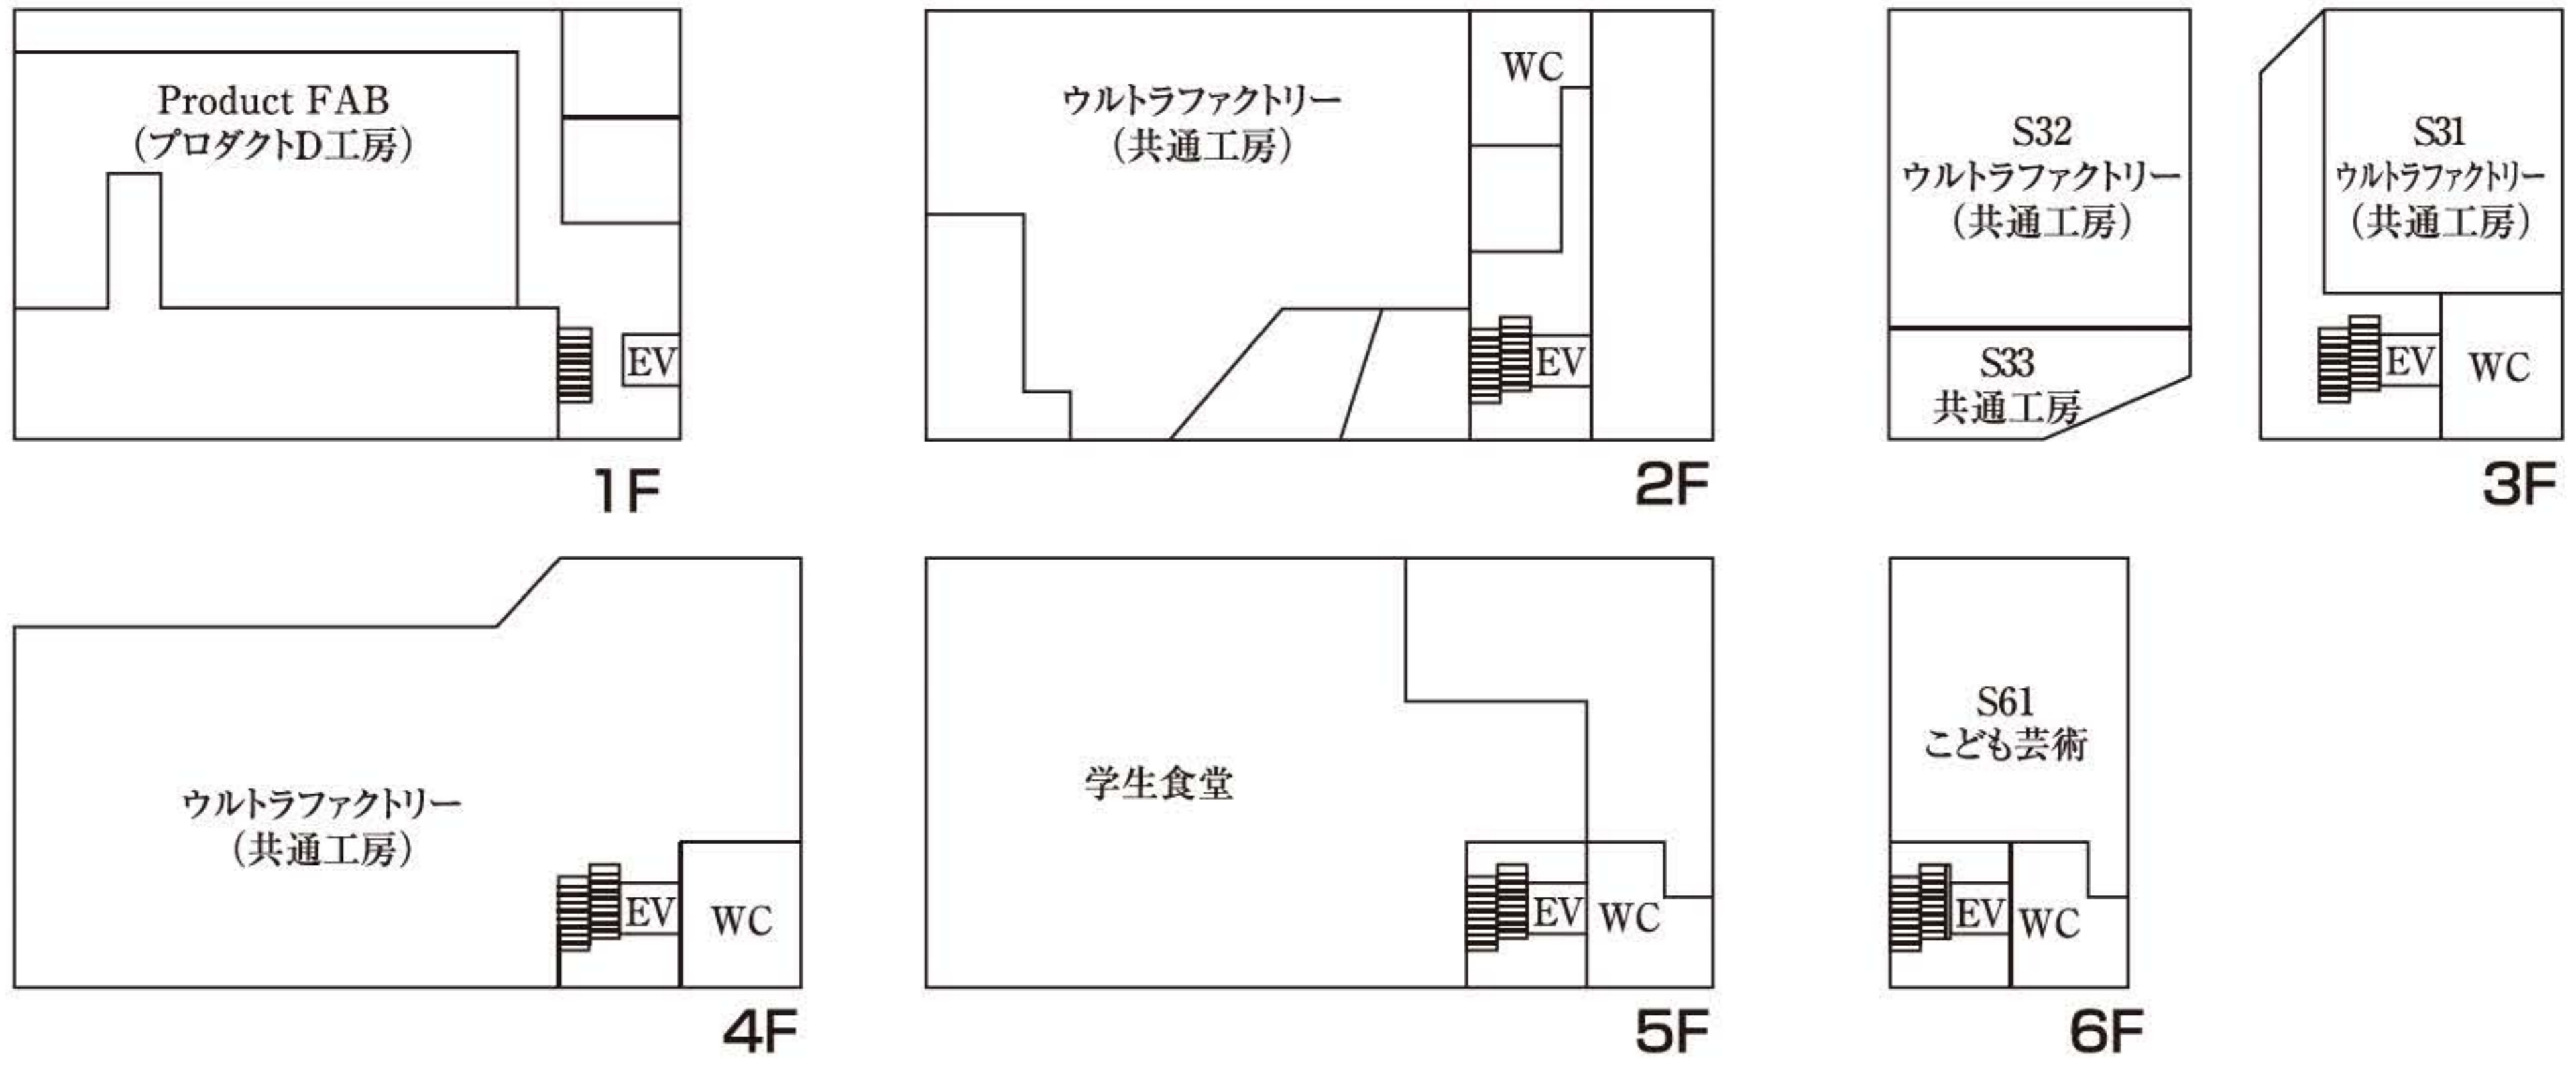 Product FAB
（プロダクトD工房）
EV
1F
ウルトラファクトリー
（共通工房）
WC
EV
2F
S32
ウルトラファクトリー
（共通工房）
S33
共通工房
S31
ウルトラファクトリー
（共通工房）
EV
WC
3F
ウルトラファクトリー
（共通工房）
EV
WC
4F
学生食堂
EV
WC
5F
S61
こども芸術
EV
WC
6F